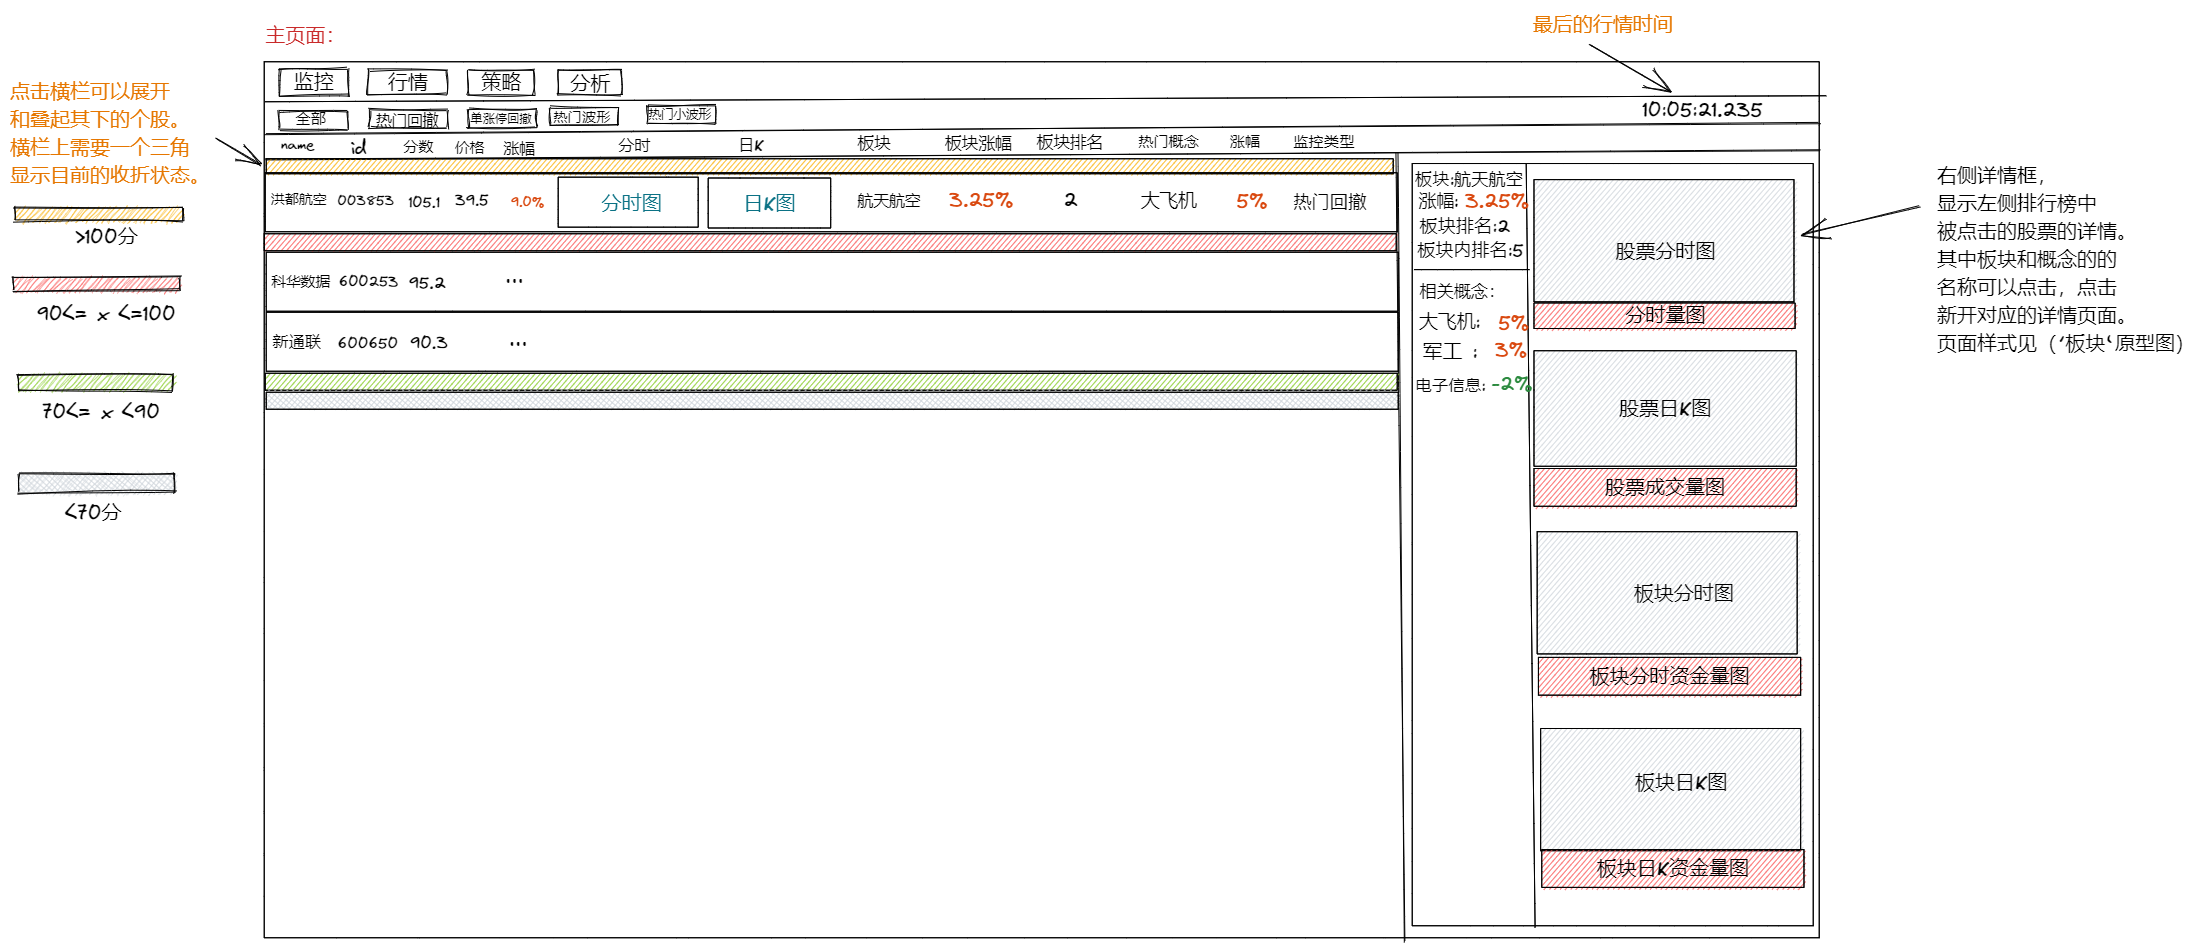 主页面：
最后的行情时间
点击横栏可以展开
和叠起其下的个股。
横栏上需要一个三角
显示目前的收折状态。
>100分
90<= x <=100
70<= x <90
<70分
监控 行情 策略 分析
10:05:21.235
全部 热门回撤 单涨停回撤 热门波形 热门小波形
name id 分数 价格 涨幅 分时 日K 板块 板块涨幅 板块排名 热门概念 涨幅 监控类型
洪都航空 003853 105.1 39.5 9.0% 分时图 日K图 航天航空 3.25% 2 大飞机 5% 热门回撤
科华数据 600253 95.2 ...
新通联 600650 90.3 ...
板块:航天航空
涨幅: 3.25%
板块排名:2
板块内排名:5
相关概念：
大飞机： 5%
军工 ： 3%
电子信息: -2%
股票分时图
分时量图
股票日K图
股票成交量图
板块分时图
板块分时资金量图
板块日K图
板块日K资金量图
右侧详情框，
显示左侧排行榜中
被点击的股票的详情。
其中板块和概念的的
名称可以点击，点击
新开对应的详情页面。
页面样式见（‘板块‘原型图)